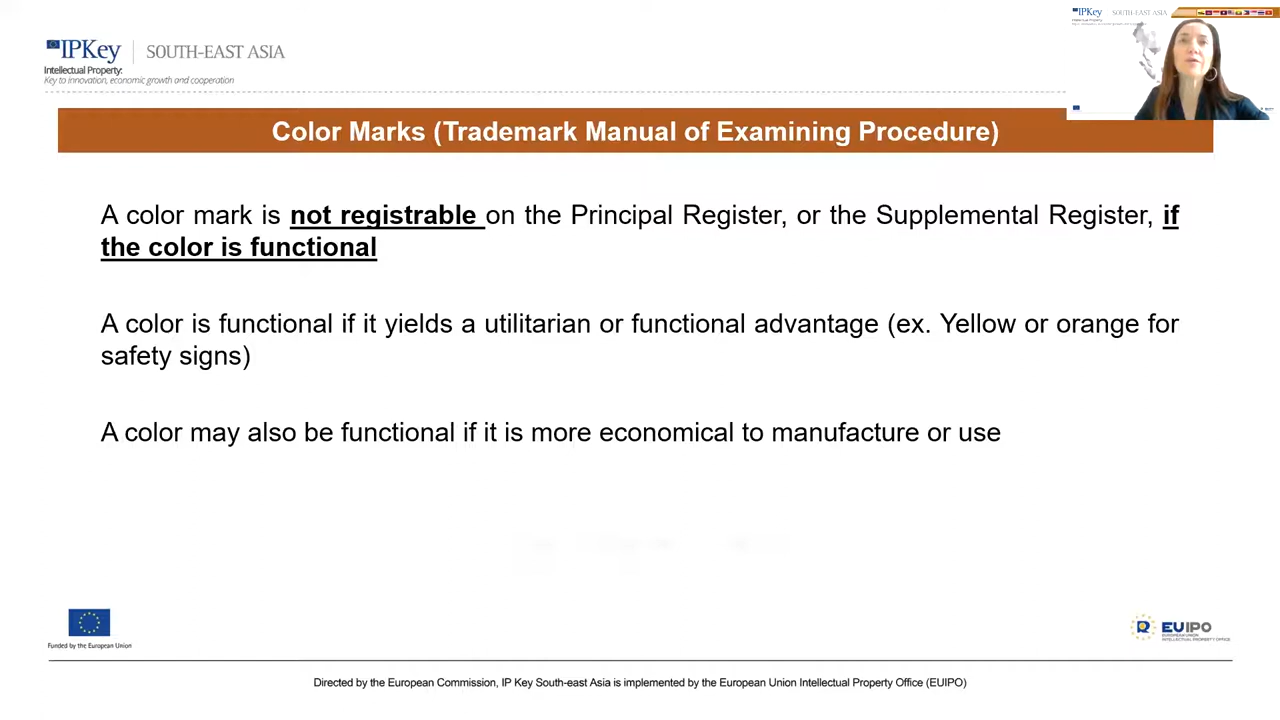 IPKey SOUTH-EAST ASIA
Intellectual Property:
Key to innovation, economic growth and cooperation
IPKey SOUTH-EAST ASIA
Color Marks (Trademark Manual of Examining Procedure)
A color mark is not registrable on the Principal Register, or the Supplemental Register, if
the color is functional
A color is functional if it yields a utilitarian or functional advantage (ex. Yellow or orange for
safety signs)
A color may also be functional if it is more economical to manufacture or use
Funded by the European Union
EUIPO
EUROPEAN UNION
INTELLECTUAL PROPERTY OFFICE
Directed by the European Commission, IP Key South-east Asia is implemented by the European Union Intellectual Property Office (EUIPO)